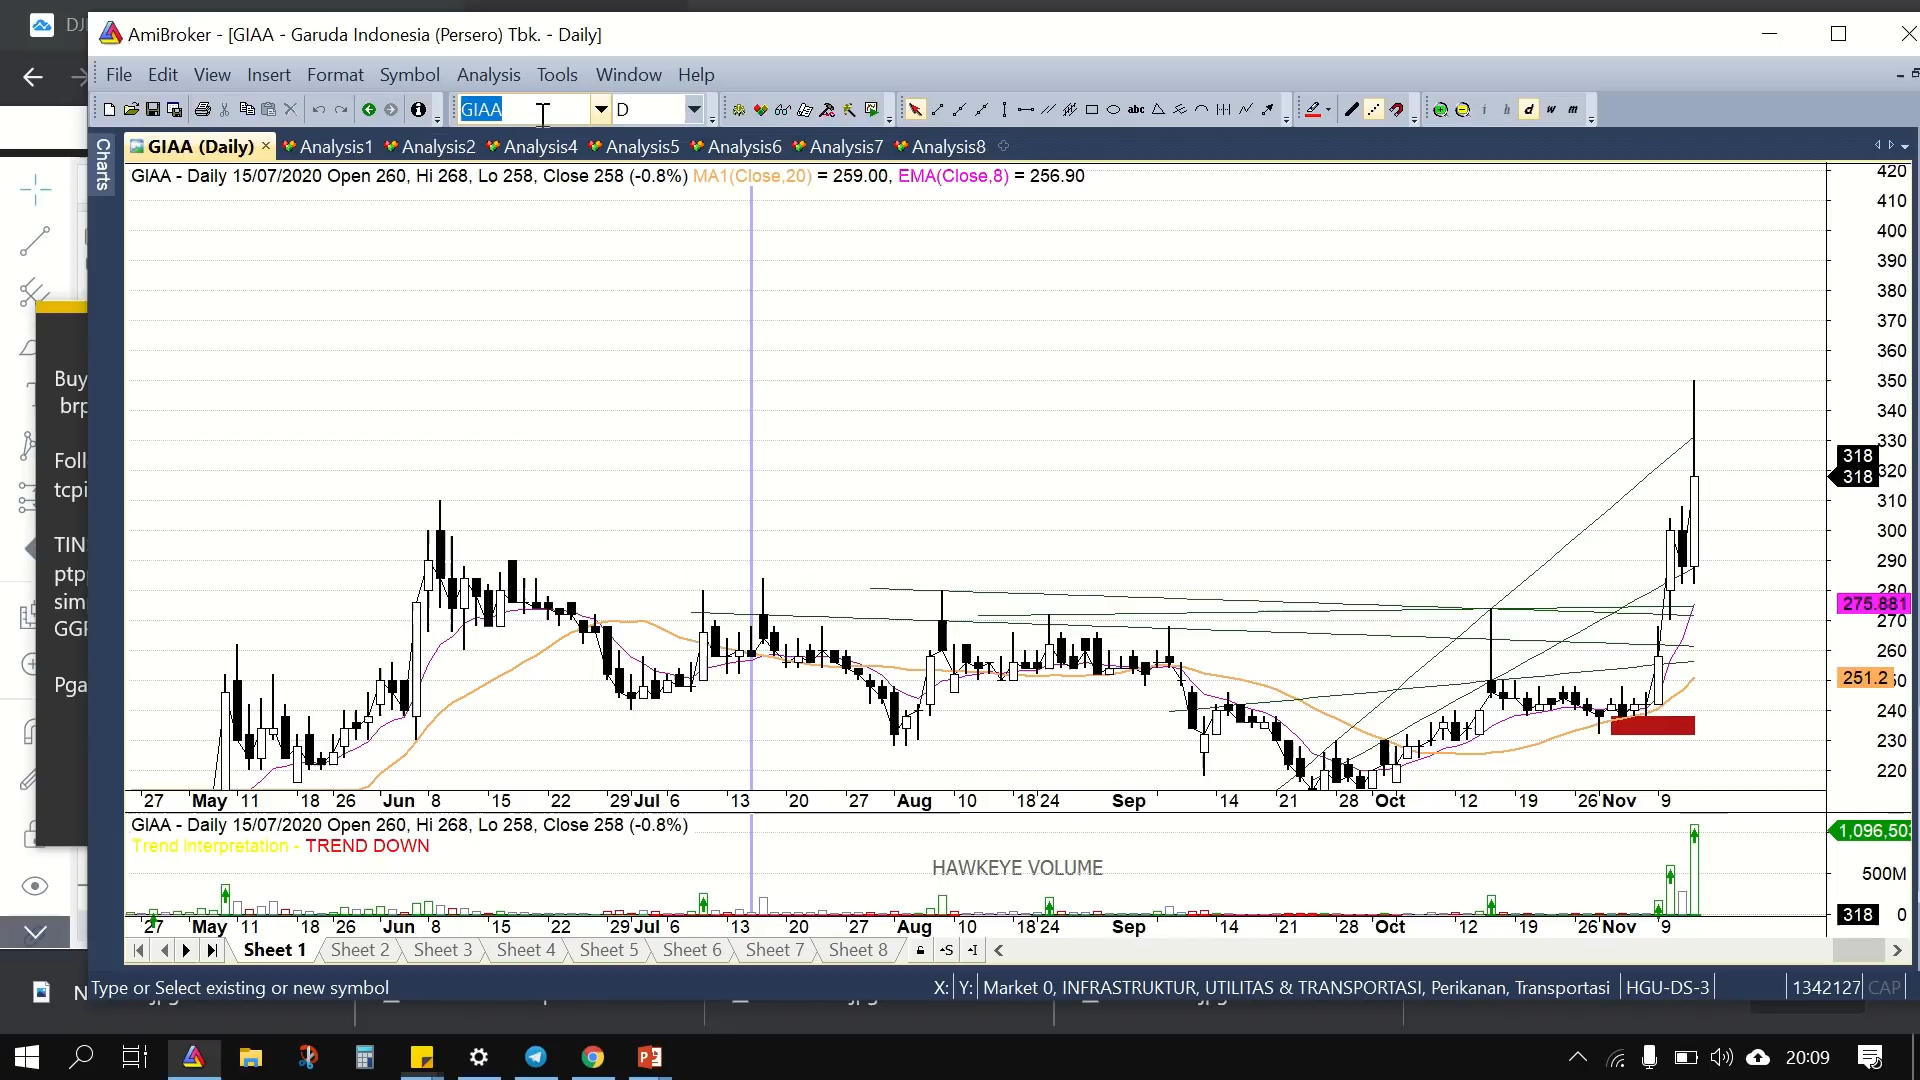 AmiBroker - [GIAA - Garuda Indonesia (Persero) Tbk. - Daily]
File Edit View Insert Format Symbol Analysis Tools Window Help
GIAA D abc i h d w m
Charts
GIAA (Daily) Analysis1 Analysis2 Analysis4 Analysis5 Analysis6 Analysis7 Analysis8
GIAA - Daily 15/07/2020 Open 260, Hi 268, Lo 258, Close 258 (-0.8%) MA1(Close,20) = 259.00, EMA(Close,8) = 256.90
420
410
400
390
380
370
360
350
340
330
318
320
318
310
300
290
280
275.881
270
260
251.2
240
230
220
27 May 11 18 26 Jun 8 15 22 29 Jul 6 13 20 27 Aug 10 18 24 Sep 14 21 28 Oct 12 19 26 Nov 9
GIAA - Daily 15/07/2020 Open 260, Hi 268, Lo 258, Close 258 (-0.8%)
Trend Interpretation - TREND DOWN
HAWKEYE VOLUME
500M
318 0
27 May 11 18 26 Jun 8 15 22 29 Jul 6 13 20 27 Aug 10 18 24 Sep 14 21 28 Oct 12 19 26 Nov 9
Sheet 1 Sheet 2 Sheet 3 Sheet 4 Sheet 5 Sheet 6 Sheet 7 Sheet 8
Type or Select existing or new symbol X: Y: Market 0, INFRASTRUKTUR, UTILITAS & TRANSPORTASI, Perikanan, Transportasi HGU-DS-3 1342127 CAP
Buy
brp
tcpi
ptpp
Pga
20:09